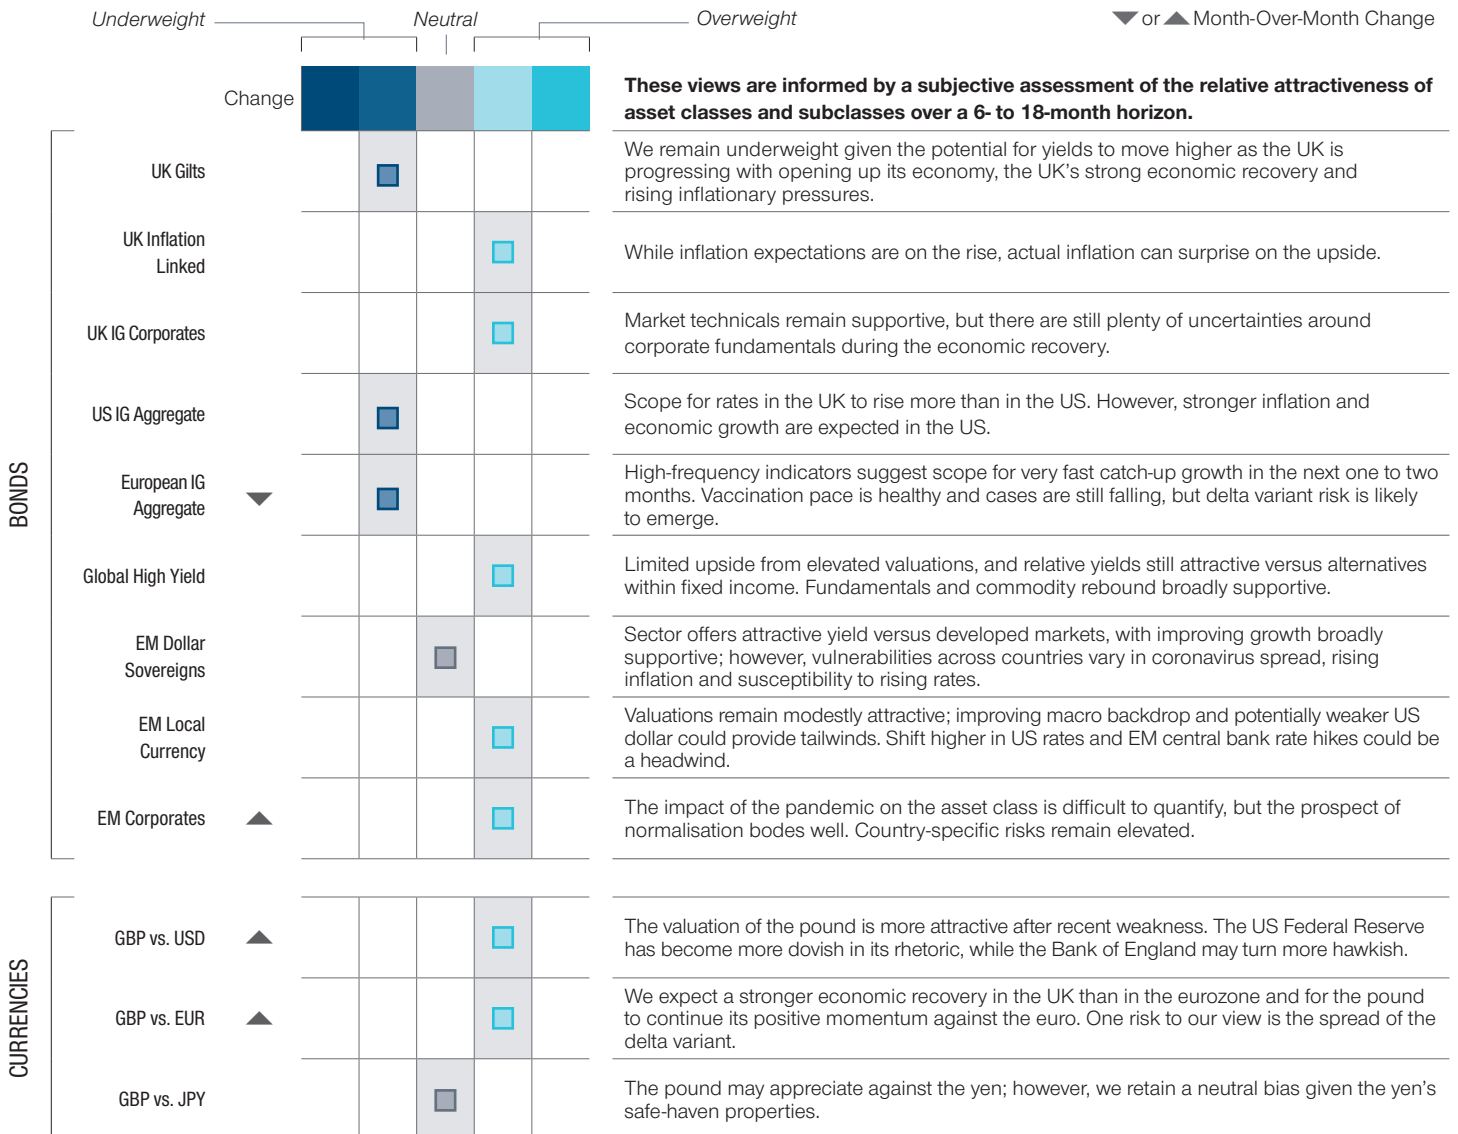 Underweight
Neutral
Overweight
▼ or ▲ Month-Over-Month Change
Change
These views are informed by a subjective assessment of the relative attractiveness of
asset classes and subclasses over a 6- to 18-month horizon.
BONDS
UK Gilts
We remain underweight given the potential for yields to move higher as the UK is
progressing with opening up its economy, the UK’s strong economic recovery and
rising inflationary pressures.
UK Inflation
Linked
While inflation expectations are on the rise, actual inflation can surprise on the upside.
UK IG Corporates
Market technicals remain supportive, but there are still plenty of uncertainties around
corporate fundamentals during the economic recovery.
US IG Aggregate
Scope for rates in the UK to rise more than in the US. However, stronger inflation and
economic growth are expected in the US.
European IG
Aggregate
High-frequency indicators suggest scope for very fast catch-up growth in the next one to two
months. Vaccination pace is healthy and cases are still falling, but delta variant risk is likely
to emerge.
Global High Yield
Limited upside from elevated valuations, and relative yields still attractive versus alternatives
within fixed income. Fundamentals and commodity rebound broadly supportive.
EM Dollar
Sovereigns
Sector offers attractive yield versus developed markets, with improving growth broadly
supportive; however, vulnerabilities across countries vary in coronavirus spread, rising
inflation and susceptibility to rising rates.
EM Local
Currency
Valuations remain modestly attractive; improving macro backdrop and potentially weaker US
dollar could provide tailwinds. Shift higher in US rates and EM central bank rate hikes could be
a headwind.
EM Corporates
The impact of the pandemic on the asset class is difficult to quantify, but the prospect of
normalisation bodes well. Country-specific risks remain elevated.
CURRENCIES
GBP vs. USD
The valuation of the pound is more attractive after recent weakness. The US Federal Reserve
has become more dovish in its rhetoric, while the Bank of England may turn more hawkish.
GBP vs. EUR
We expect a stronger economic recovery in the UK than in the eurozone and for the pound
to continue its positive momentum against the euro. One risk to our view is the spread of the
delta variant.
GBP vs. JPY
The pound may appreciate against the yen; however, we retain a neutral bias given the yen’s
safe-haven properties.